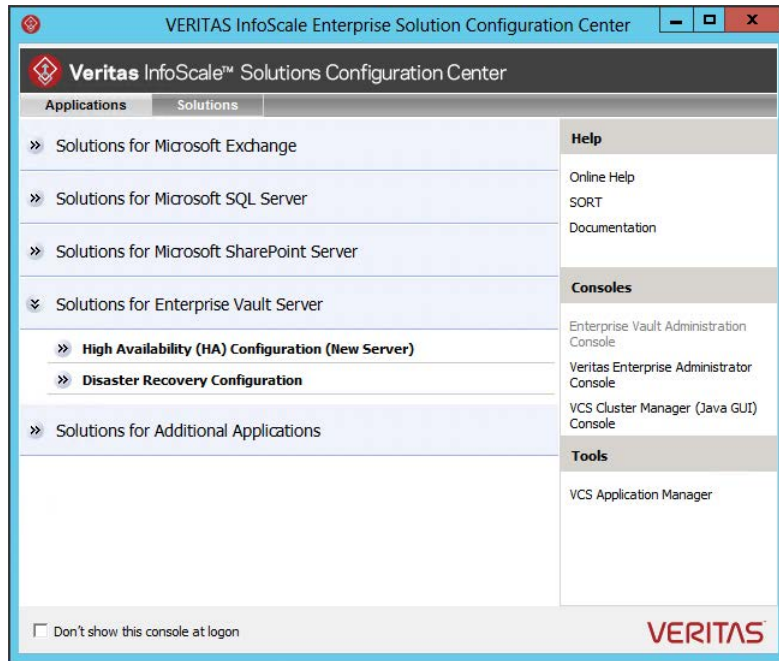 VERITAS InfoScale Enterprise Solution Configuration Center
Veritas InfoScale™ Solutions Configuration Center
Applications
Solutions
Solutions for Microsoft Exchange
Solutions for Microsoft SQL Server
Solutions for Microsoft SharePoint Server
Solutions for Enterprise Vault Server
High Availability (HA) Configuration (New Server)
Disaster Recovery Configuration
Solutions for Additional Applications
Help
Online Help
SORT
Documentation
Consoles
Enterprise Vault Administration
Console
Veritas Enterprise Administrator
Console
VCS Cluster Manager (Java GUI)
Console
Tools
VCS Application Manager
Don't show this console at logon
VERITAS